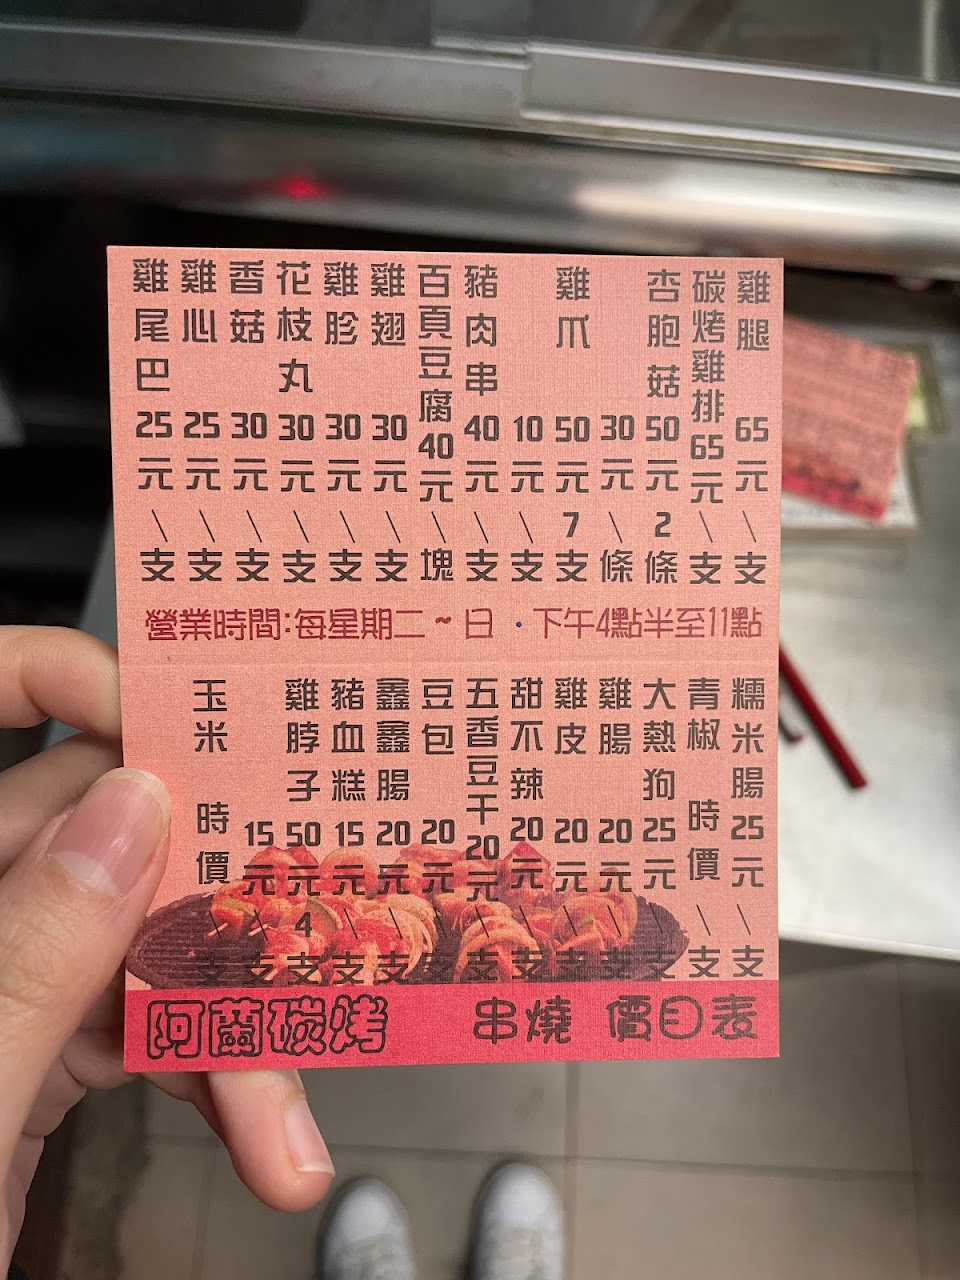 雞腿65元\支
碳烤雞排65元\支
杏胞菇50元2條
30元\條
雞爪50元7支
10元\支
豬肉串40元\支
百頁豆腐40元\塊
雞翅30元\支
雞胗30元\支
花枝丸30元\支
香菇30元\支
雞心25元\支
雞尾巴25元\支
營業時間:每星期二~日·下午4點半至11點
糯米腸25元\支
青椒時價\支
大熱狗25元\支
雞腸20元\支
雞皮20元\支
甜不辣20元\支
五香豆干20元\支
豆包20元\支
鑫鑫腸20元\支
豬血糕15元\支
雞脖子50元4支
15元\支
玉米時價\支
阿蘭碳烤 串燒 價目表